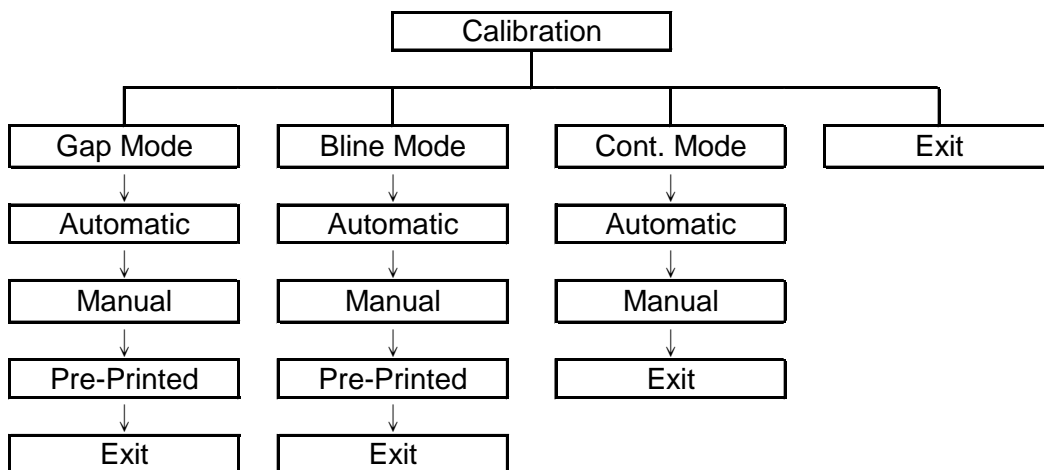 Calibration
Gap Mode
Bline Mode
Cont. Mode
Exit
Automatic
Automatic
Automatic
Manual
Manual
Manual
Pre-Printed
Pre-Printed
Exit
Exit
Exit